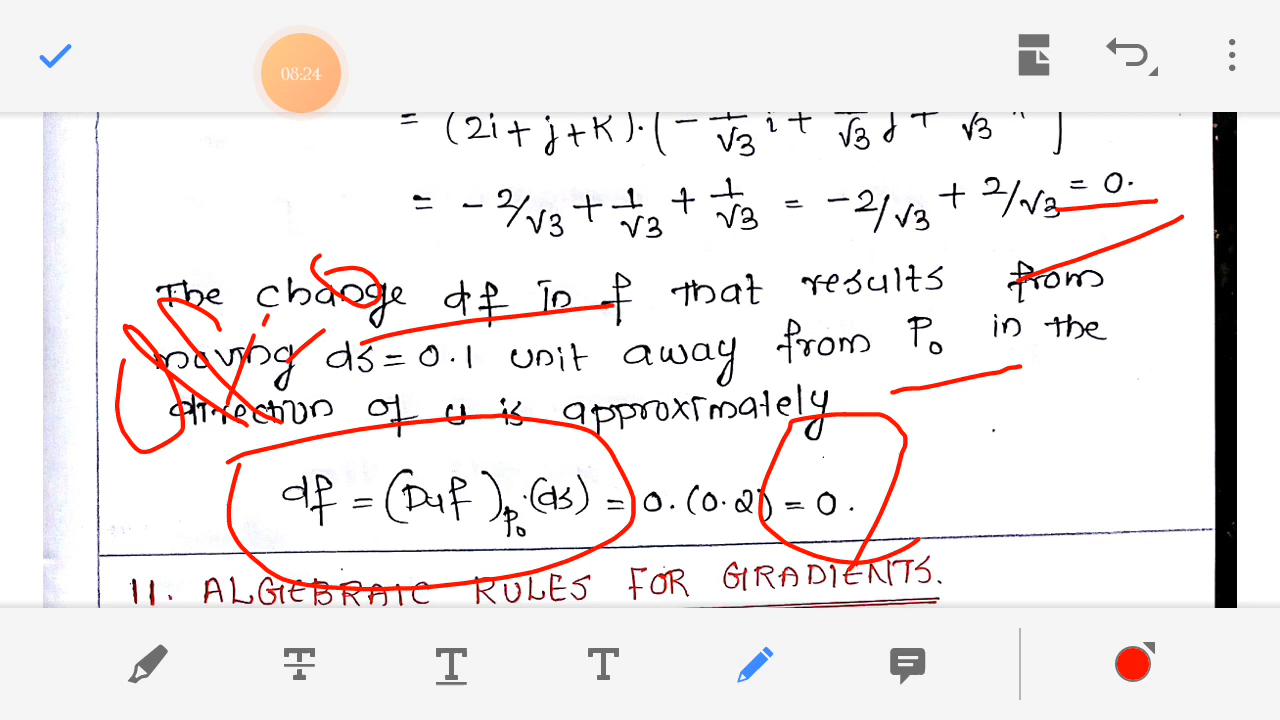 08:24
= (2i + j + k).(- 1/√3 i + 1/√3 j + 1/√3 k]
= - 2/√3 + 1/√3 + 1/√3 = -2/√3 + 2/√3 = 0.
The change df in f that results from
moving ds = 0.1 unit away from P₀ in the
direction of u is approximately
df = (Duf)P₀.(ds) = 0.(0.2) = 0.
11. ALGEBRAIC RULES FOR GRADIENTS.
T T T